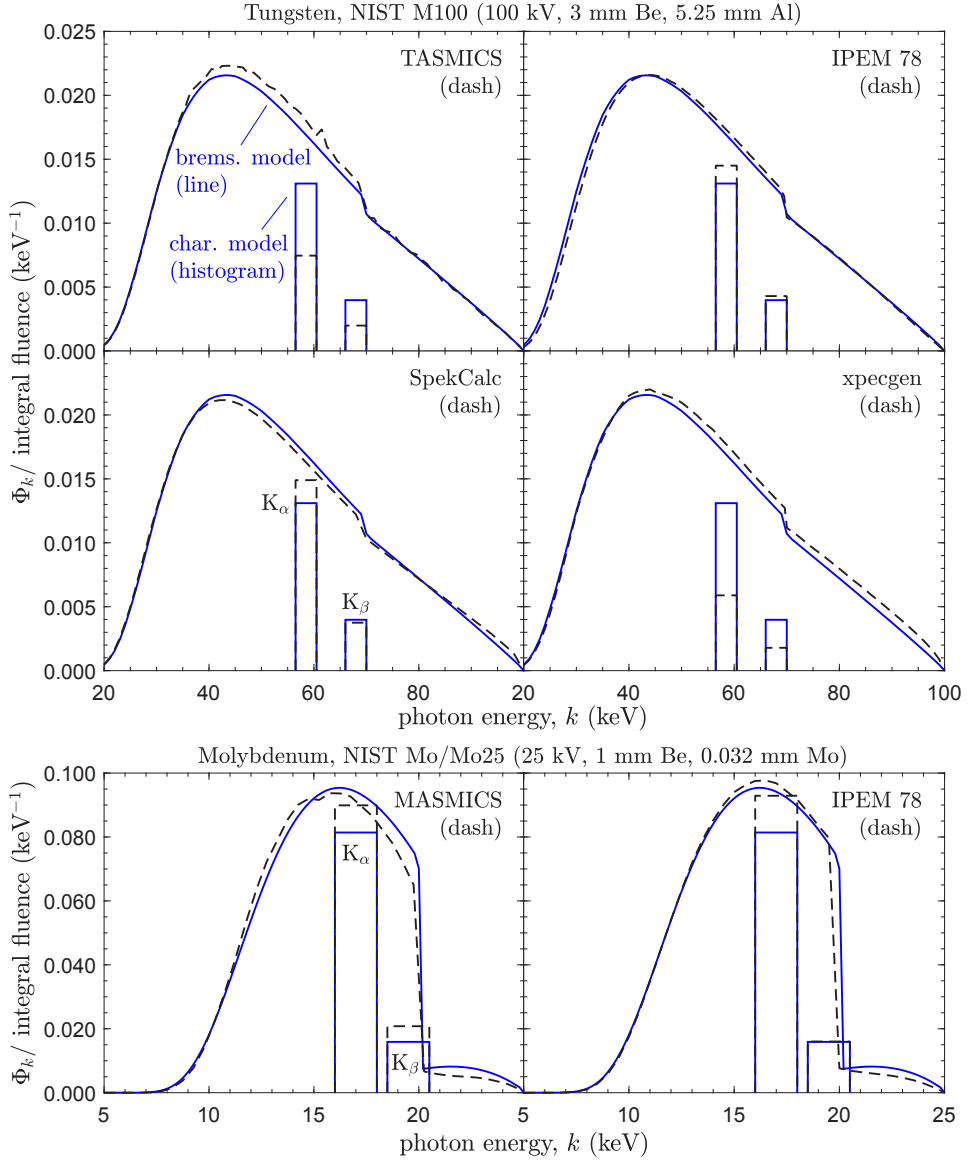 Tungsten, NIST M100 (100 kV, 3 mm Be, 5.25 mm Al)
Φk/ integral fluence (keV−1)
0.025
0.020
0.015
0.010
0.005
0.000
TASMICS
(dash)
brems. model
(line)
char. model
(histogram)
IPEM 78
(dash)
0.020
0.015
0.010
0.005
0.000
SpekCalc
(dash)
Kα
Kβ
xpecgen
(dash)
20
40
60
80
20
40
60
80
100
photon energy, k (keV)
Molybdenum, NIST Mo/Mo25 (25 kV, 1 mm Be, 0.032 mm Mo)
Φk/ integral fluence (keV−1)
0.100
0.080
0.060
0.040
0.020
0.000
MASMICS
(dash)
Kα
Kβ
IPEM 78
(dash)
5
10
15
20
5
10
15
20
25
photon energy, k (keV)